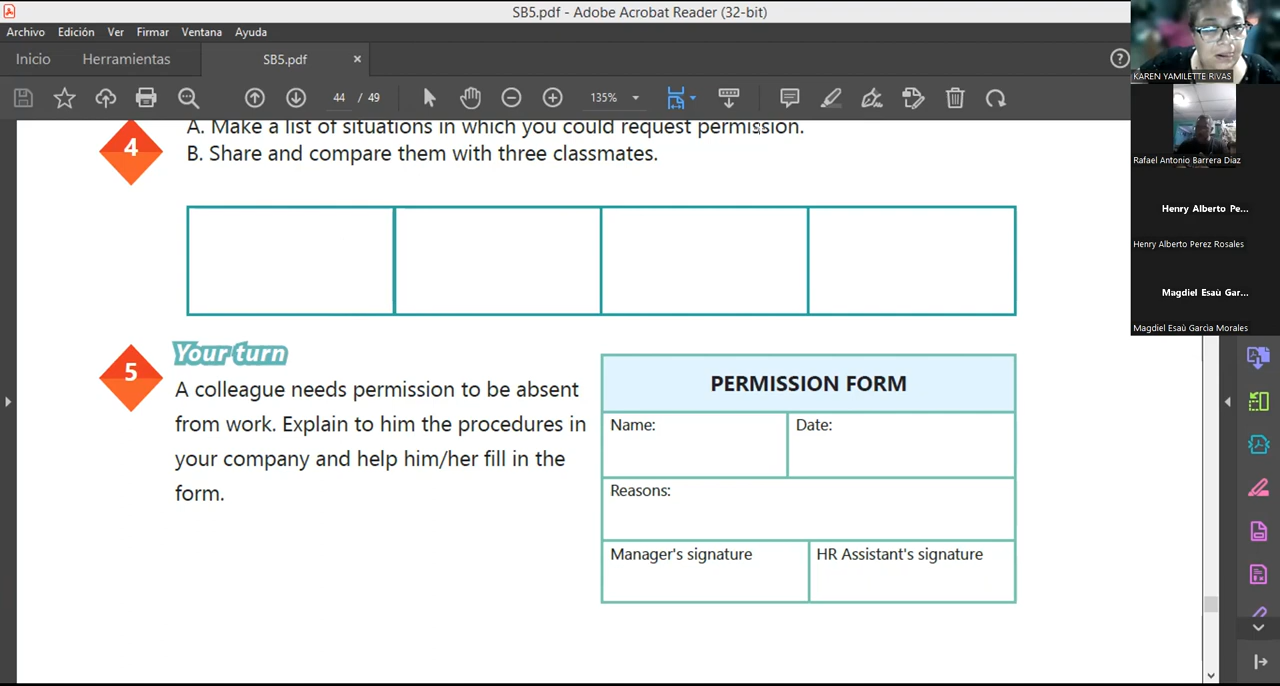 SB5.pdf - Adobe Acrobat Reader (32-bit)
Archivo Edición Ver Firmar Ventana Ayuda
Inicio Herramientas SB5.pdf ×
44 / 49 135%
A. Make a list of situations in which you could request permission.
4
B. Share and compare them with three classmates.
5
Your turn
A colleague needs permission to be absent
from work. Explain to him the procedures in
your company and help him/her fill in the
form.
PERMISSION FORM
Name: Date:
Reasons:
Manager's signature HR Assistant's signature
KAREN YAMILETTE RIVAS
Rafael Antonio Barrera Diaz
Henry Alberto Pe...
Henry Alberto Perez Rosales
Magdiel Esaù Gar...
Magdiel Esaù Garcia Morales